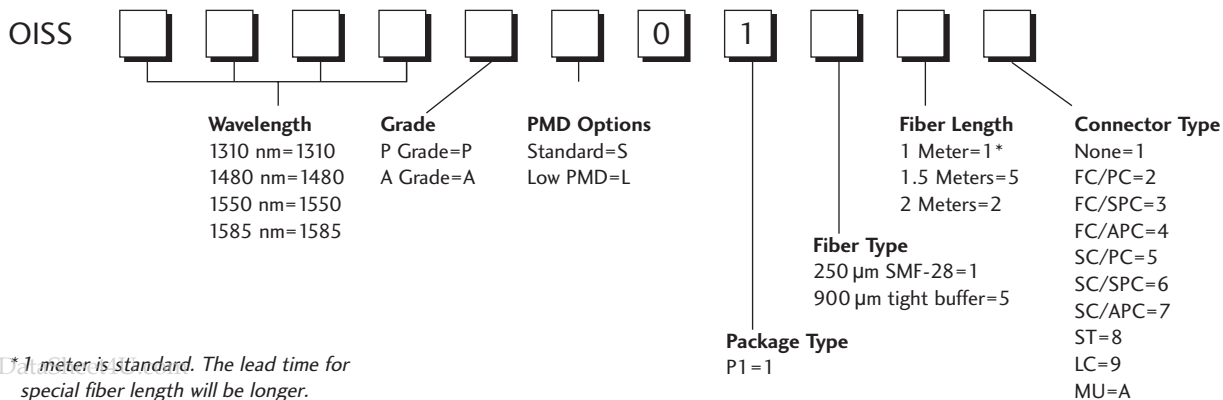 OISS 0 1
Wavelength
1310 nm=1310
1480 nm=1480
1550 nm=1550
1585 nm=1585
Grade
P Grade=P
A Grade=A
PMD Options
Standard=S
Low PMD=L
Fiber Length
1 Meter=1*
1.5 Meters=5
2 Meters=2
Connector Type
None=1
FC/PC=2
FC/SPC=3
FC/APC=4
SC/PC=5
SC/SPC=6
SC/APC=7
ST=8
LC=9
MU=A
Fiber Type
250 µm SMF-28=1
900 µm tight buffer=5
Package Type
P1=1
* 1 meter is standard. The lead time for
special fiber length will be longer.
DataSheet4U.com